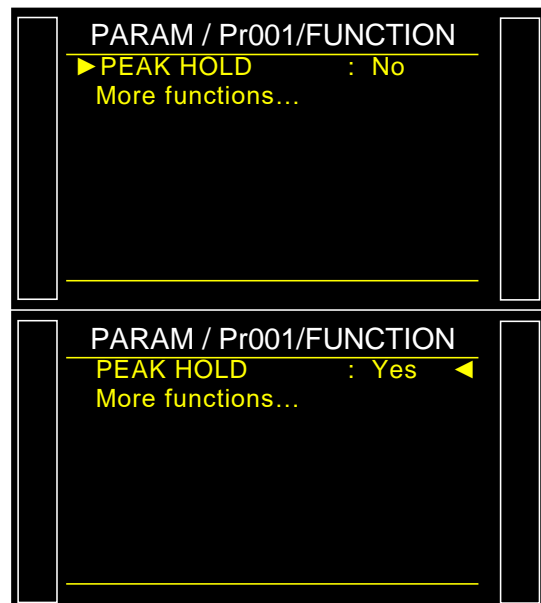 PARAM / Pr001/FUNCTION
►PEAK HOLD : No
More functions...
PARAM / Pr001/FUNCTION
PEAK HOLD : Yes ◄
More functions...